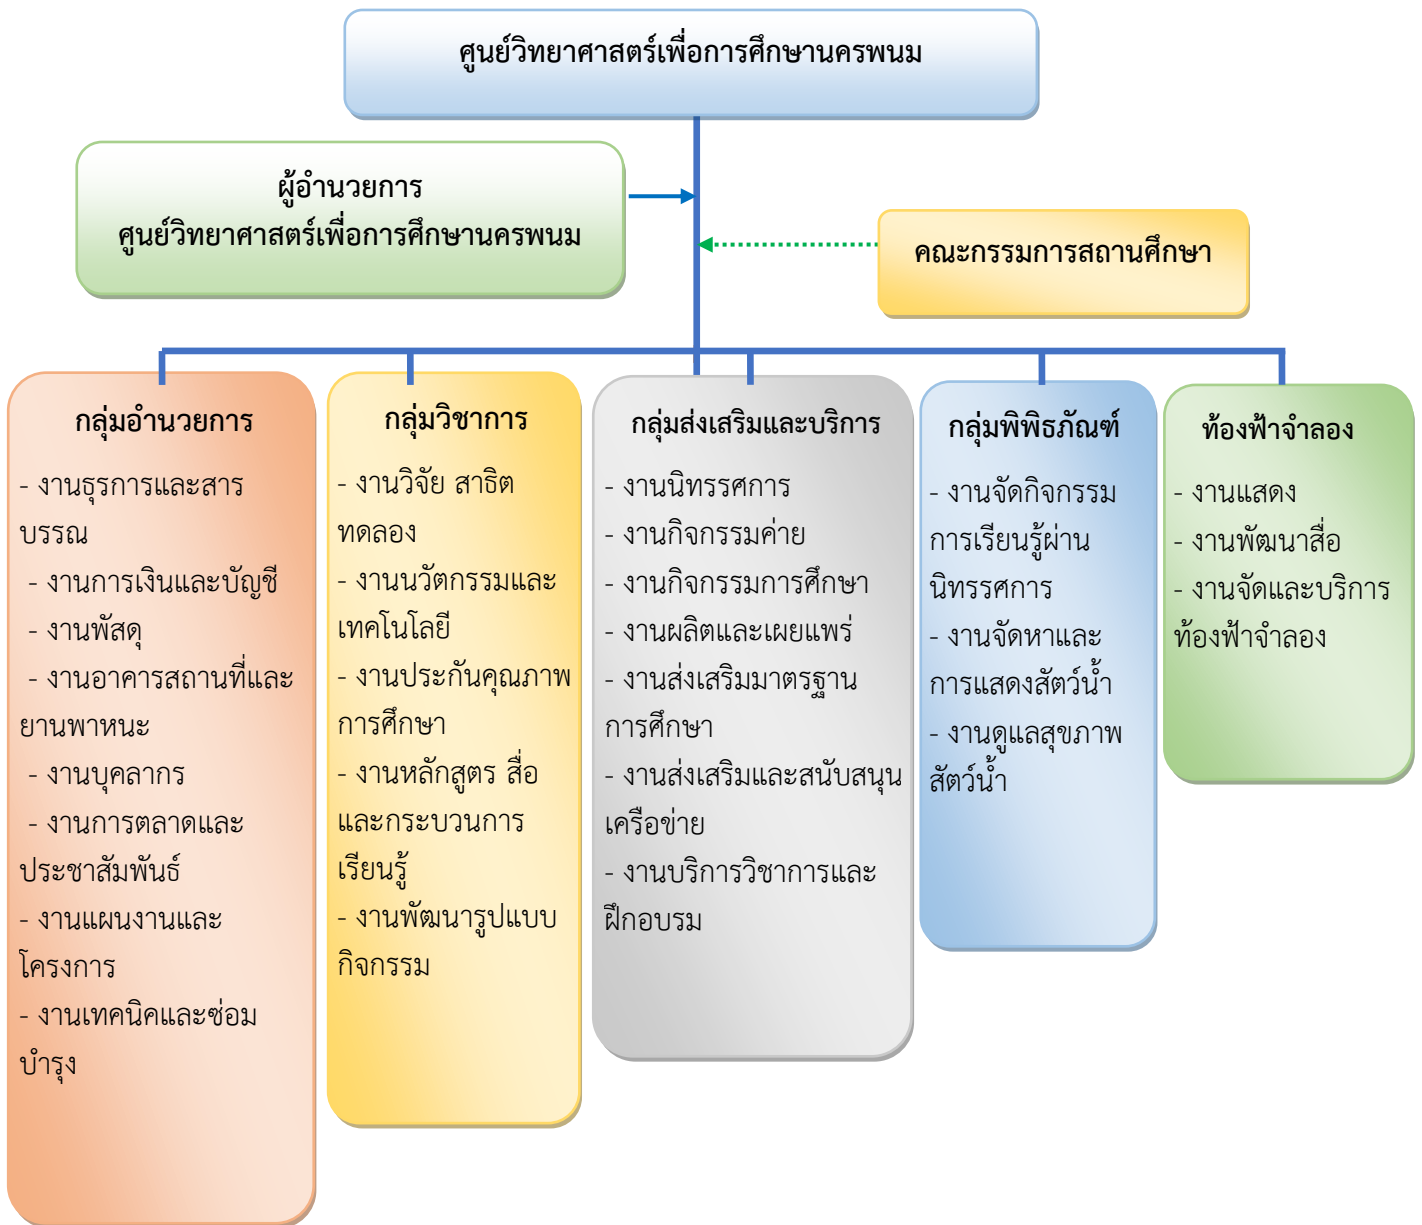 ศูนย์วิทยาศาสตร์เพื่อการศึกษานครพนม
ผู้อำนวยการ
ศูนย์วิทยาศาสตร์เพื่อการศึกษานครพนม
คณะกรรมการสถานศึกษา
กลุ่มอำนวยการ
- งานธุรการและสาร
บรรณ
- งานการเงินและบัญชี
- งานพัสดุ
- งานอาคารสถานที่และ
ยานพาหนะ
- งานบุคลากร
- งานการตลาดและ
ประชาสัมพันธ์
- งานแผนงานและ
โครงการ
- งานเทคนิคและซ่อม
บำรุง
กลุ่มวิชาการ
- งานวิจัย สาธิต
ทดลอง
- งานนวัตกรรมและ
เทคโนโลยี
- งานประกันคุณภาพ
การศึกษา
- งานหลักสูตร สื่อ
และกระบวนการ
เรียนรู้
- งานพัฒนารูปแบบ
กิจกรรม
กลุ่มส่งเสริมและบริการ
- งานนิทรรศการ
- งานกิจกรรมค่าย
- งานกิจกรรมการศึกษา
- งานผลิตและเผยแพร่
- งานส่งเสริมมาตรฐาน
การศึกษา
- งานส่งเสริมและสนับสนุน
เครือข่าย
- งานบริการวิชาการและ
ฝึกอบรม
กลุ่มพิพิธภัณฑ์
- งานจัดกิจกรรม
การเรียนรู้ผ่าน
นิทรรศการ
- งานจัดหาและ
การแสดงสัตว์น้ำ
- งานดูแลสุขภาพ
สัตว์น้ำ
ท้องฟ้าจำลอง
- งานแสดง
- งานพัฒนาสื่อ
- งานจัดและบริการ
ท้องฟ้าจำลอง